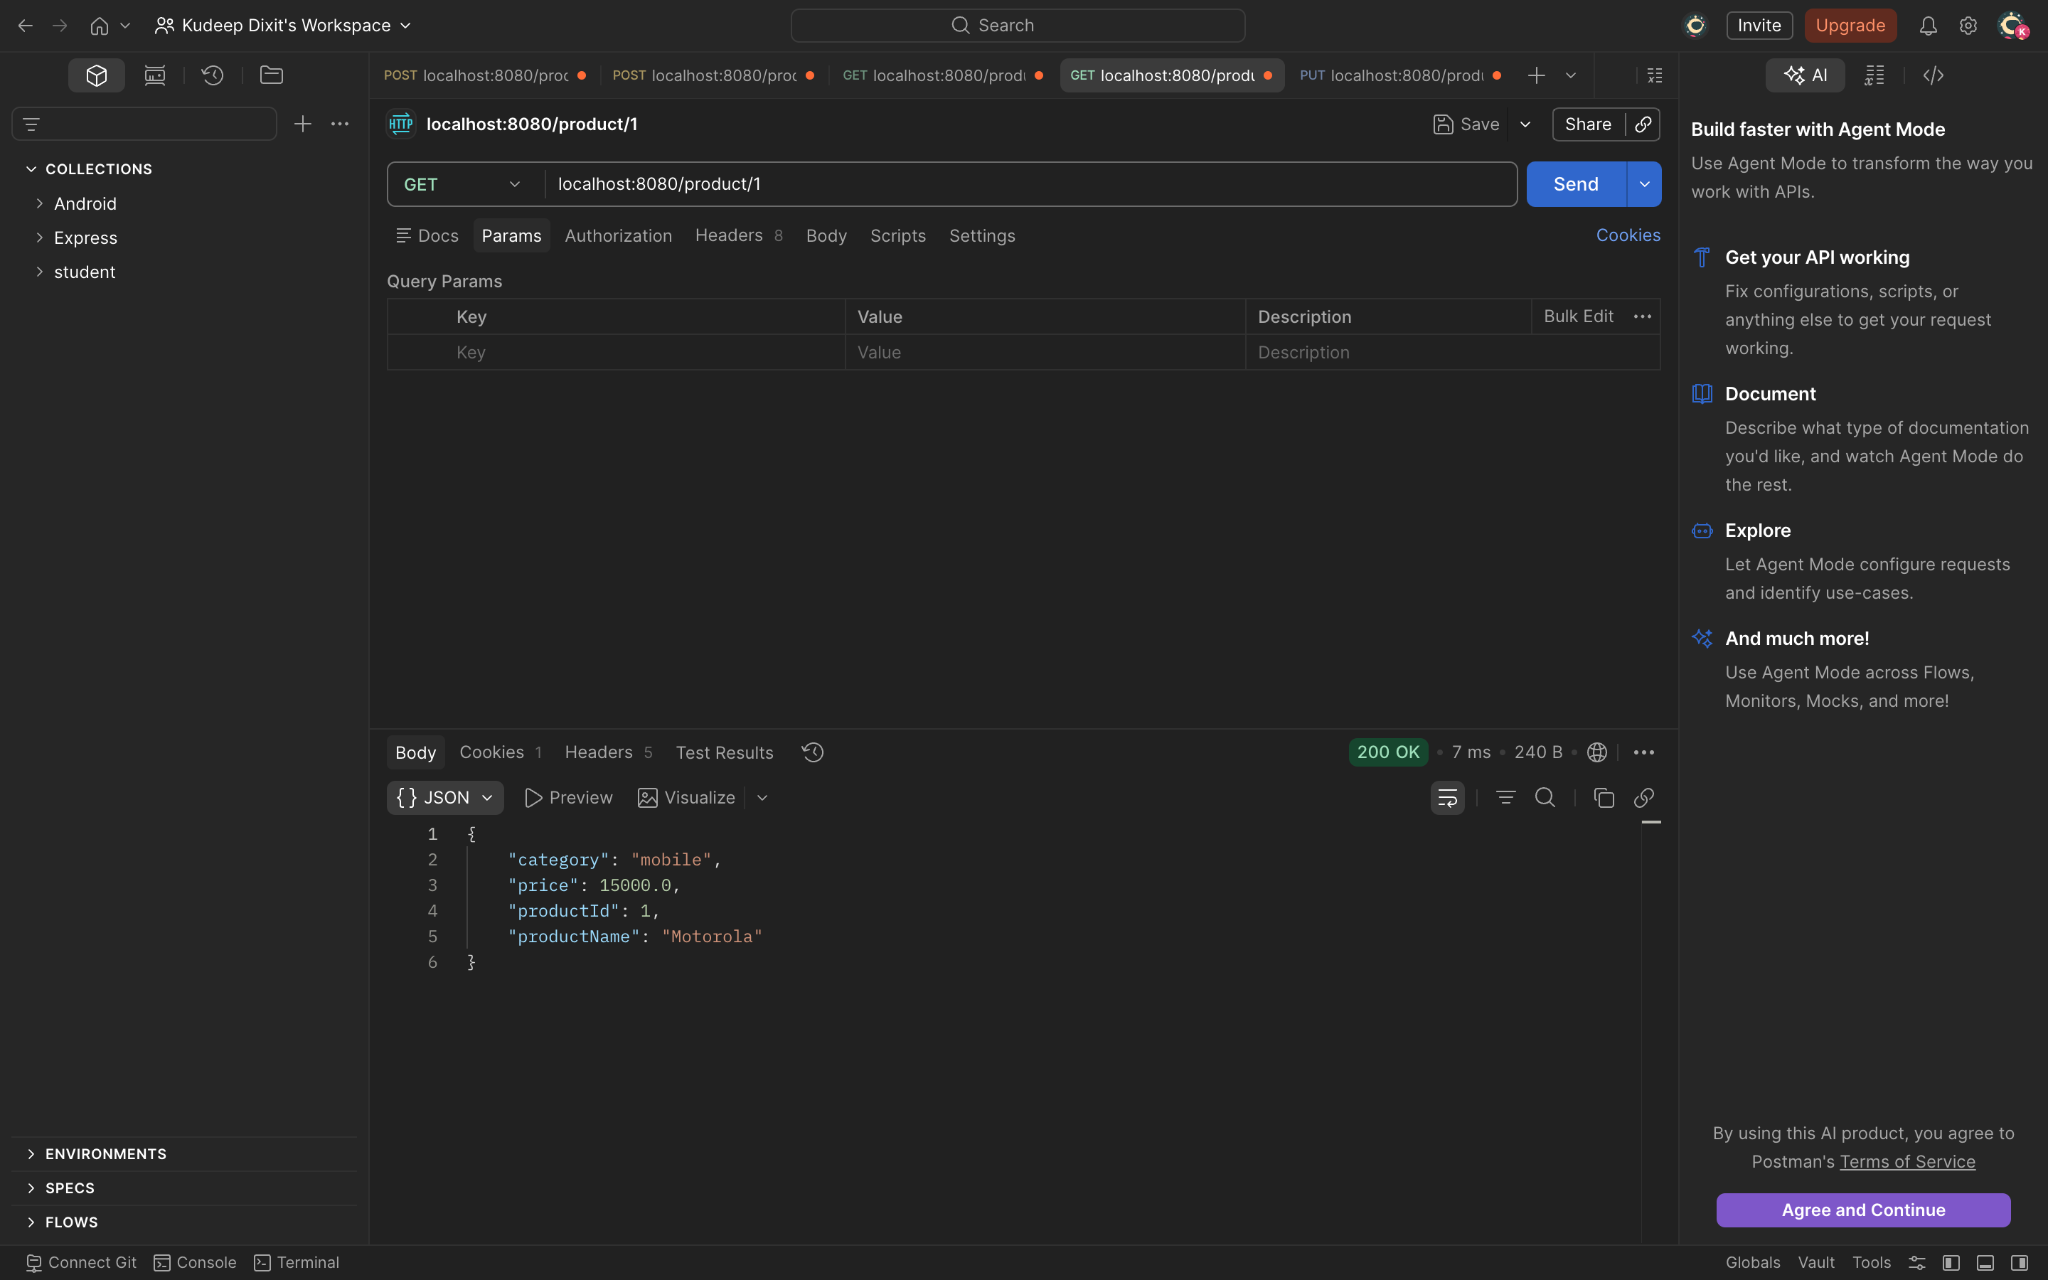 Kudeep Dixit's Workspace
Search
Invite
Upgrade
K
POST localhost:8080/proc
POST localhost:8080/proc
GET localhost:8080/produ
GET localhost:8080/produ
PUT localhost:8080/produ
AI
HTTP localhost:8080/product/1
Save
Share
COLLECTIONS
Android
Express
student
GET
localhost:8080/product/1
Send
Docs
Params
Authorization
Headers 8
Body
Scripts
Settings
Cookies
Query Params
Key Value Description Bulk Edit
Key Value Description
Body
Cookies 1
Headers 5
Test Results
200 OK • 7 ms • 240 B
{} JSON
Preview
Visualize
1 {
2 "category": "mobile",
3 "price": 15000.0,
4 "productId": 1,
5 "productName": "Motorola"
6 }
Build faster with Agent Mode
Use Agent Mode to transform the way you
work with APIs.
Get your API working
Fix configurations, scripts, or
anything else to get your request
working.
Document
Describe what type of documentation
you'd like, and watch Agent Mode do
the rest.
Explore
Let Agent Mode configure requests
and identify use-cases.
And much more!
Use Agent Mode across Flows,
Monitors, Mocks, and more!
By using this AI product, you agree to
Postman's Terms of Service
Agree and Continue
ENVIRONMENTS
SPECS
FLOWS
Connect Git
Console
Terminal
Globals
Vault
Tools